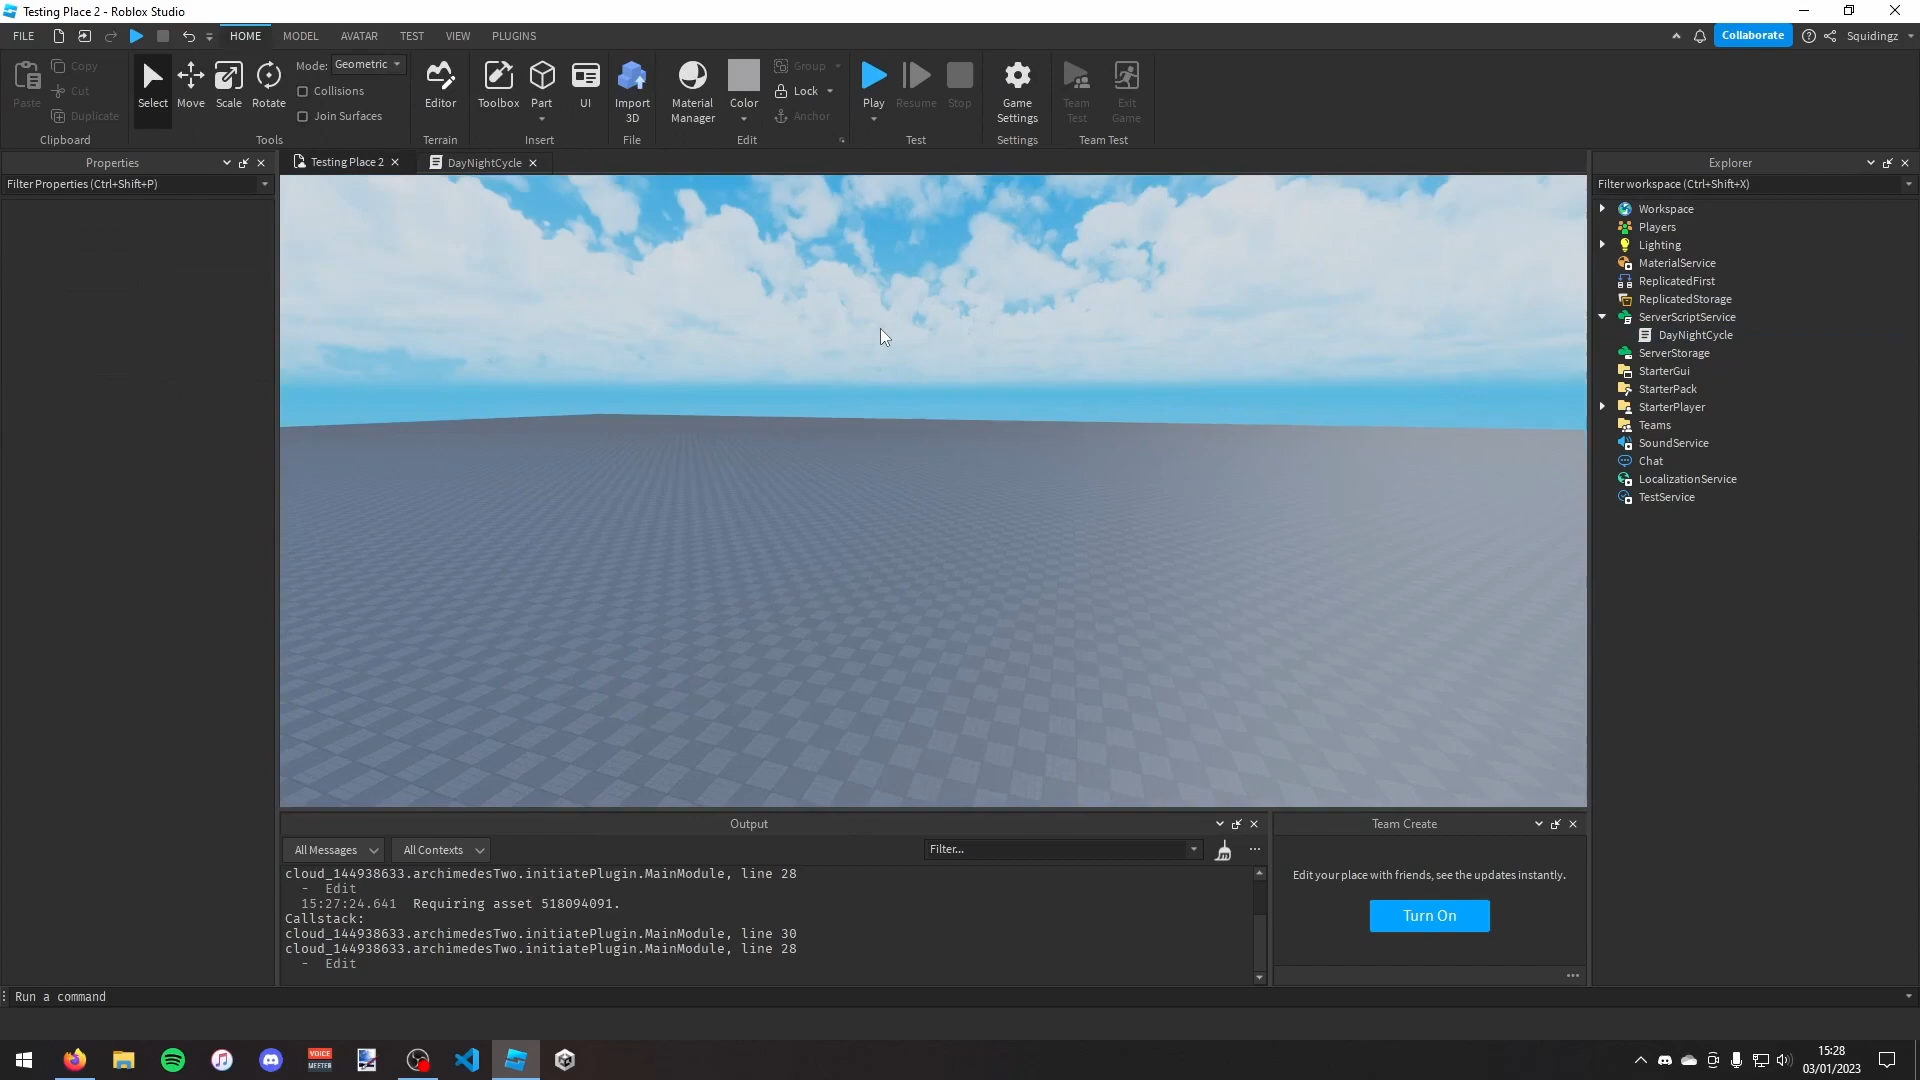 Testing Place 2 - Roblox Studio
FILE
HOME
MODEL
AVATAR
TEST
VIEW
PLUGINS
Collaborate
Squidingz
Paste
Copy
Cut
Duplicate
Clipboard
Select
Move
Scale
Rotate
Mode:
Geometric
Collisions
Join Surfaces
Tools
Editor
Terrain
Toolbox
Part
UI
Insert
Import
3D
File
Material
Manager
Color
Group
Lock
Anchor
Edit
Play
Resume
Stop
Test
Game
Settings
Settings
Team
Test
Exit
Game
Team Test
Properties
Filter Properties (Ctrl+Shift+P)
Testing Place 2
DayNightCycle
Explorer
Filter workspace (Ctrl+Shift+X)
Workspace
Players
Lighting
MaterialService
ReplicatedFirst
ReplicatedStorage
ServerScriptService
DayNightCycle
ServerStorage
StarterGui
StarterPack
StarterPlayer
Teams
SoundService
Chat
LocalizationService
TestService
Output
All Messages
All Contexts
Filter...
cloud_144938633.archimedesTwo.initiatePlugin.MainModule, line 28
- Edit
15:27:24.641 Requiring asset 518094091.
Callstack:
cloud_144938633.archimedesTwo.initiatePlugin.MainModule, line 30
cloud_144938633.archimedesTwo.initiatePlugin.MainModule, line 28
- Edit
Team Create
Edit your place with friends, see the updates instantly.
Turn On
Run a command
VOICE
MEETER
15:28
03/01/2023